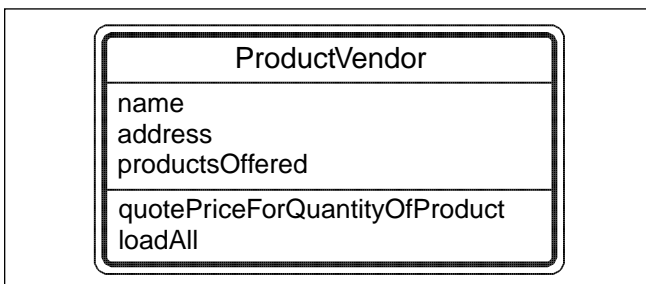 ProductVendor
name
address
productsOffered
quotePriceForQuantityOfProduct
loadAll